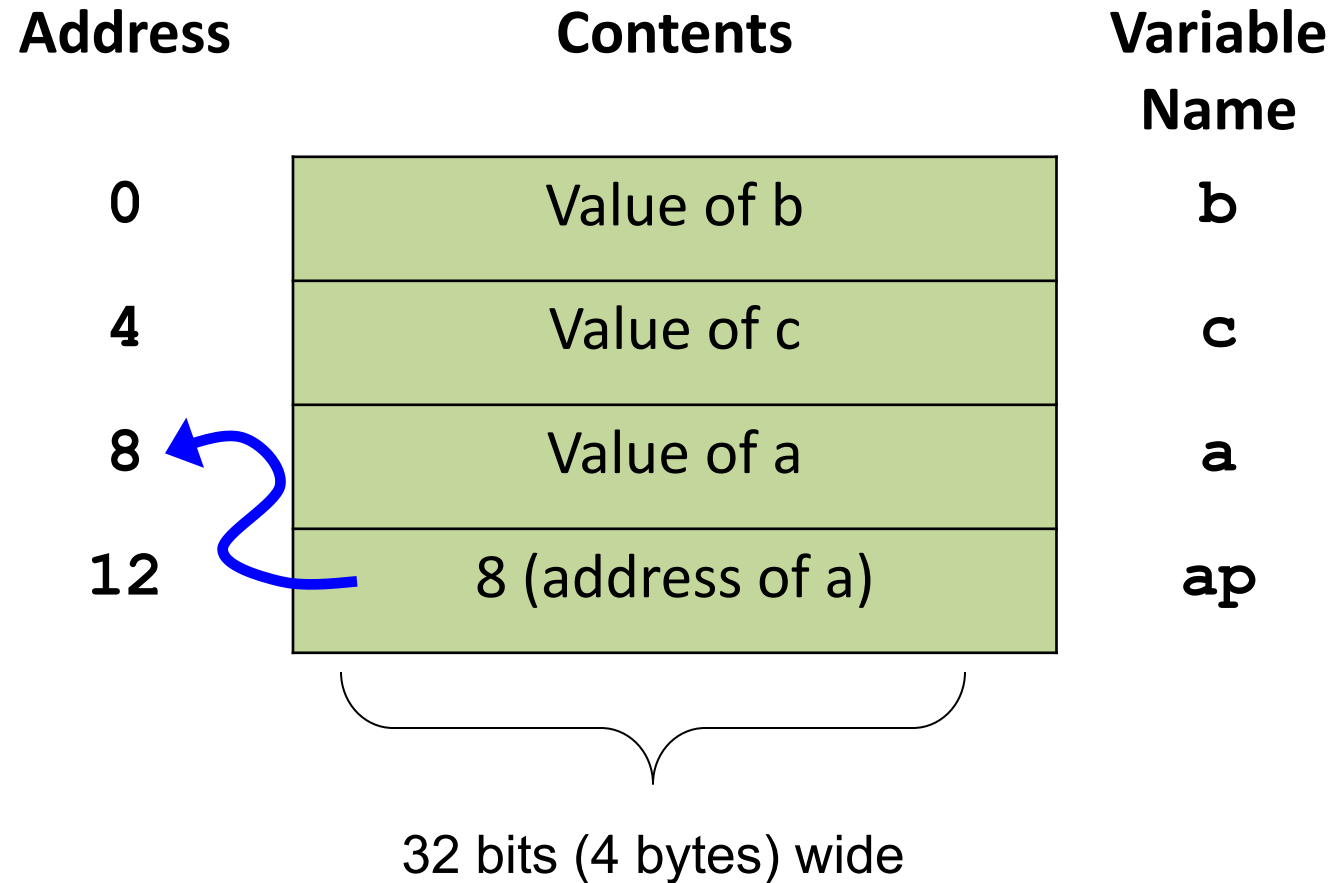 Address Contents Variable
Name
0 Value of b b
4 Value of c c
8 Value of a a
12 8 (address of a) ap
32 bits (4 bytes) wide